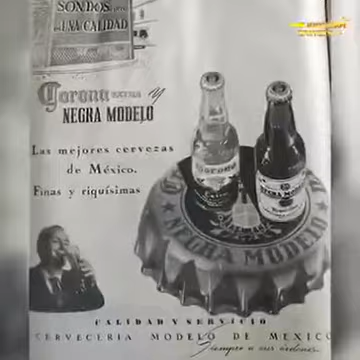 SONDOS
UNA CALIDAD
Corona EXTRA Y
NEGRA MODELO
Las mejores cervezas
de México.
Finas y riquísimas
Corona
NEGRA MODELO
NEGRA MODELO
CALIDAD Y SERVICIO
CERVECERIA MODELO DE MEXICO
Siempre a sus órdenes